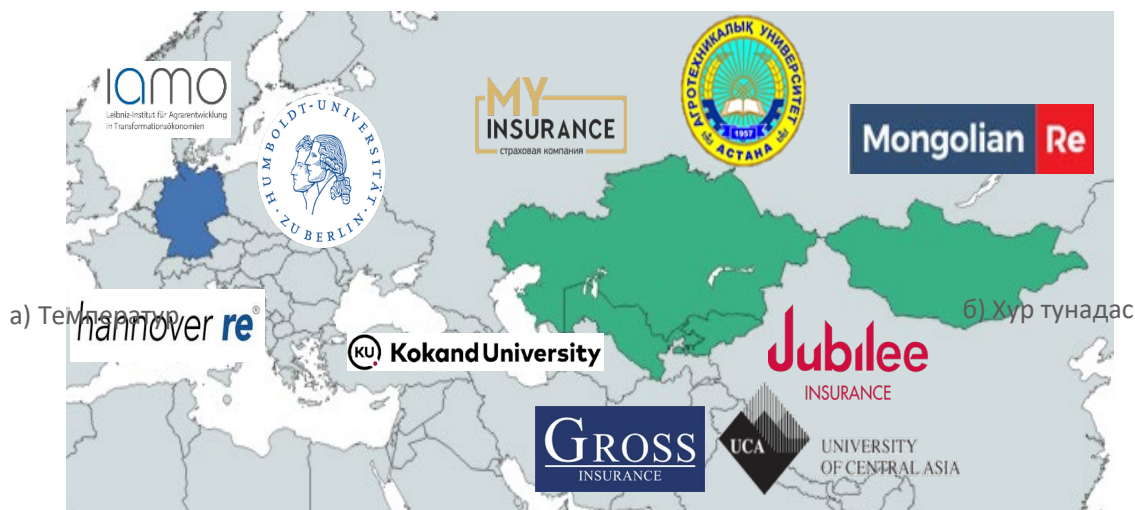 IAMO
Leibniz-Institut für Agrarentwicklung
in Transformationsökonomien
HUMBOLDT-UNIVERSITÄT
ZU BERLIN
MY
INSURANCE
страховая компания
АГРОТЕХНИКАЛЫҚ УНИВЕРСИТЕТ
1957
АСТАНА
Mongolian Re
а) Температур
hannover re®
б) Хур тунадас
KU Kokand University
Jubilee
INSURANCE
GROSS
INSURANCE
UCA
UNIVERSITY
OF CENTRAL ASIA